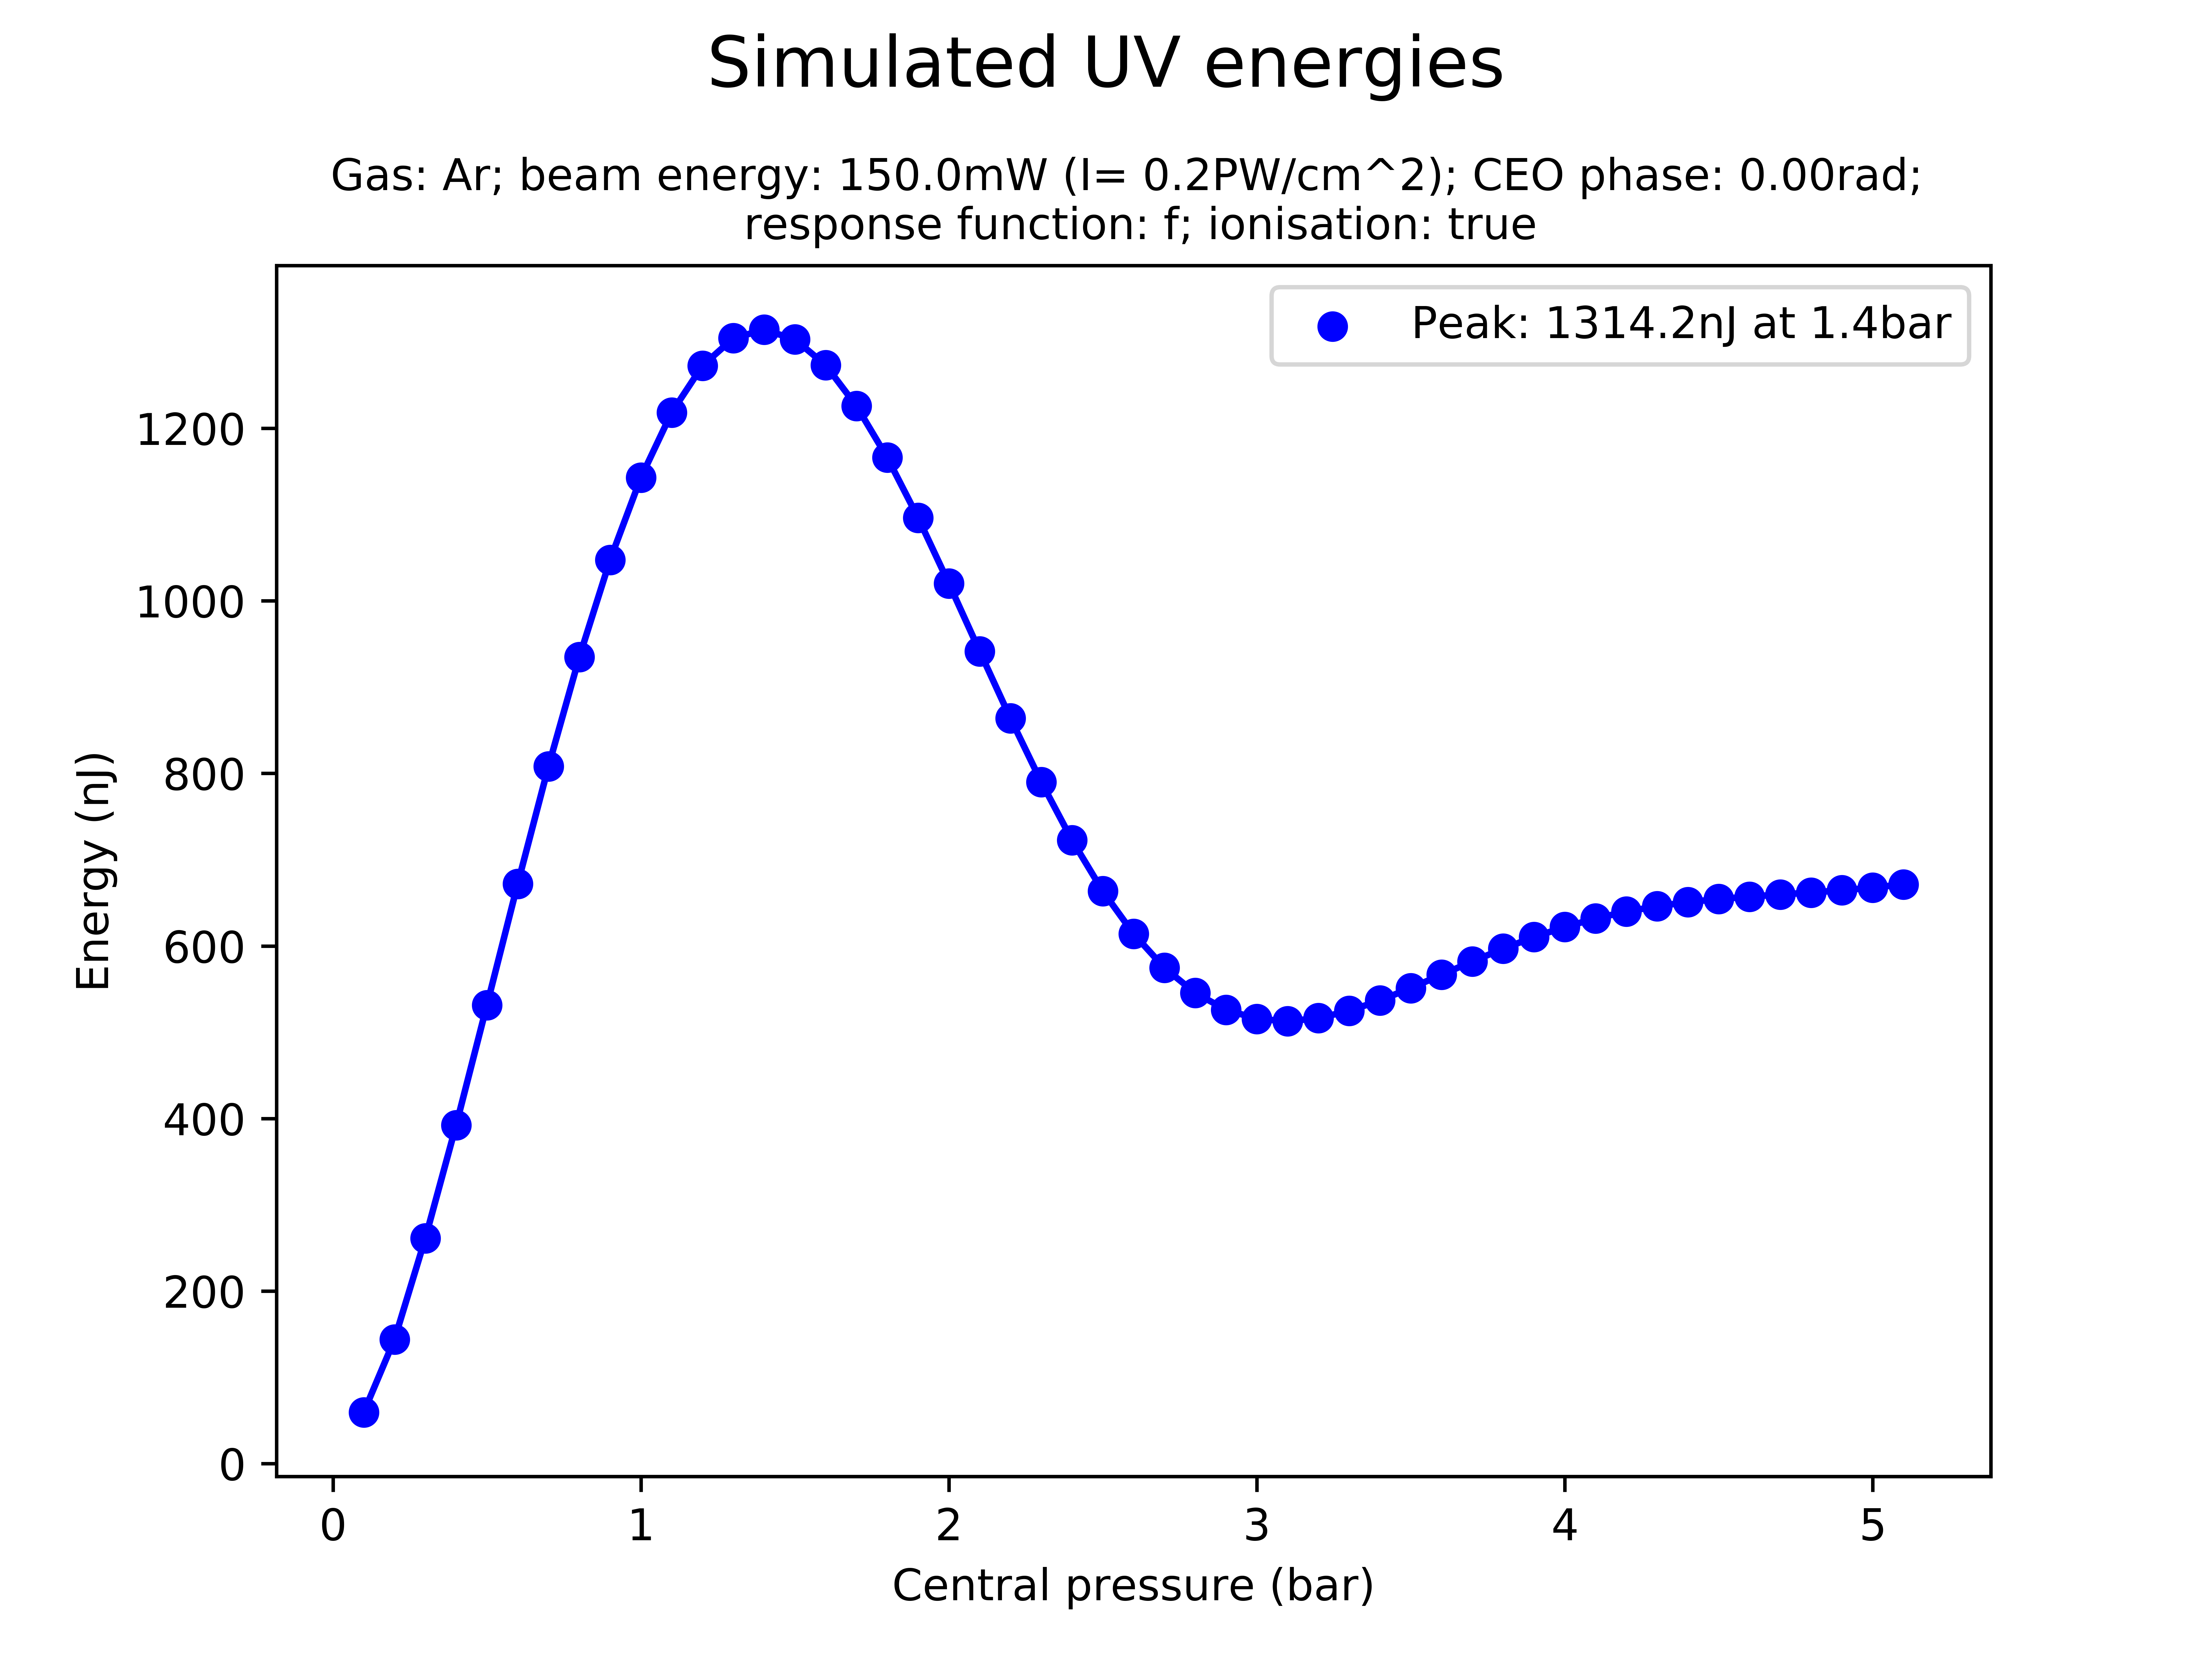 Simulated UV energies
Gas: Ar; beam energy: 150.0mW (I= 0.2PW/cm^2); CEO phase: 0.00rad;
response function: f; ionisation: true
Peak: 1314.2nJ at 1.4bar
1200
1000
800
600
400
200
0
Energy (nJ)
0 1 2 3 4 5
Central pressure (bar)